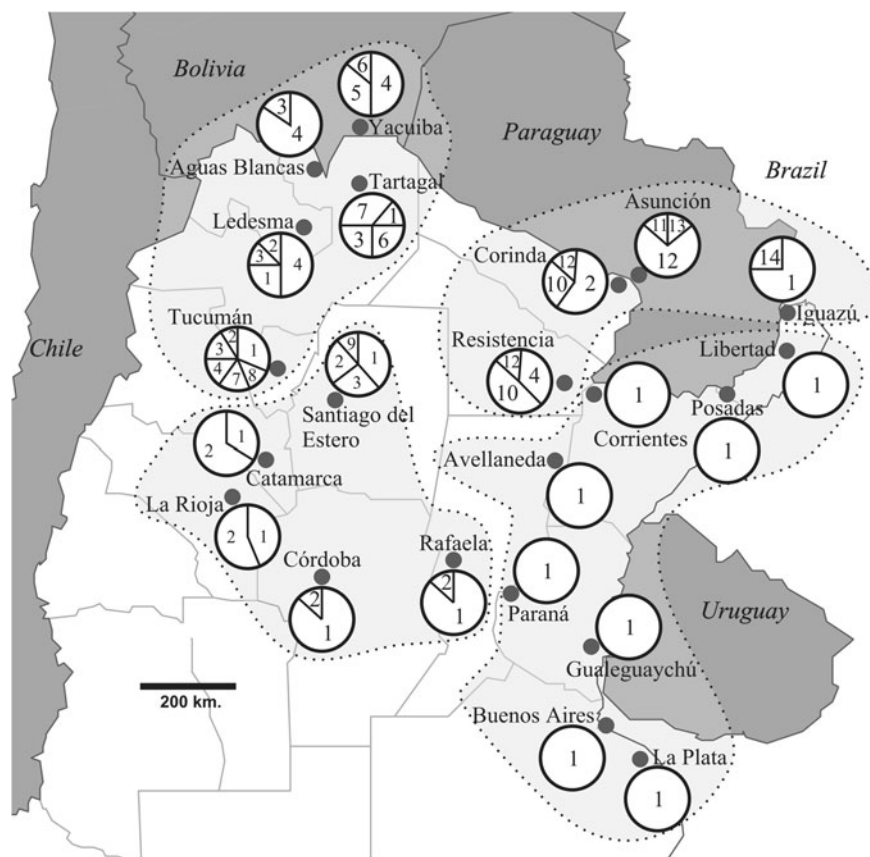 Bolivia
6
5
4
Yacuiba
3
4
Aguas Blancas
Paraguay
Brazil
Tartagal
7
1
3
6
Ledesma
2
3
4
1
Asunción
11
13
12
Corinda
12
10
2
14
1
Iguazú
Chile
Tucumán
2
3
1
4
7
8
9
2
1
3
Santiago del
Estero
Resistencia
12
4
10
Libertad
1
1
Corrientes
Posadas
1
2
1
Catamarca
Avellaneda
1
La Rioja
2
1
Córdoba
2
1
Rafaela
2
1
1
Paraná
Uruguay
1
Gualeguaychú
200 km.
Buenos Aires
1
La Plata
1